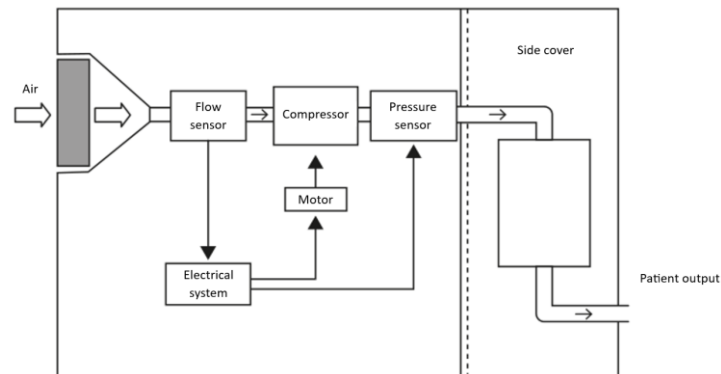 Side cover
Air
Flow
sensor
Compressor
Pressure
sensor
Motor
Electrical
system
Patient output